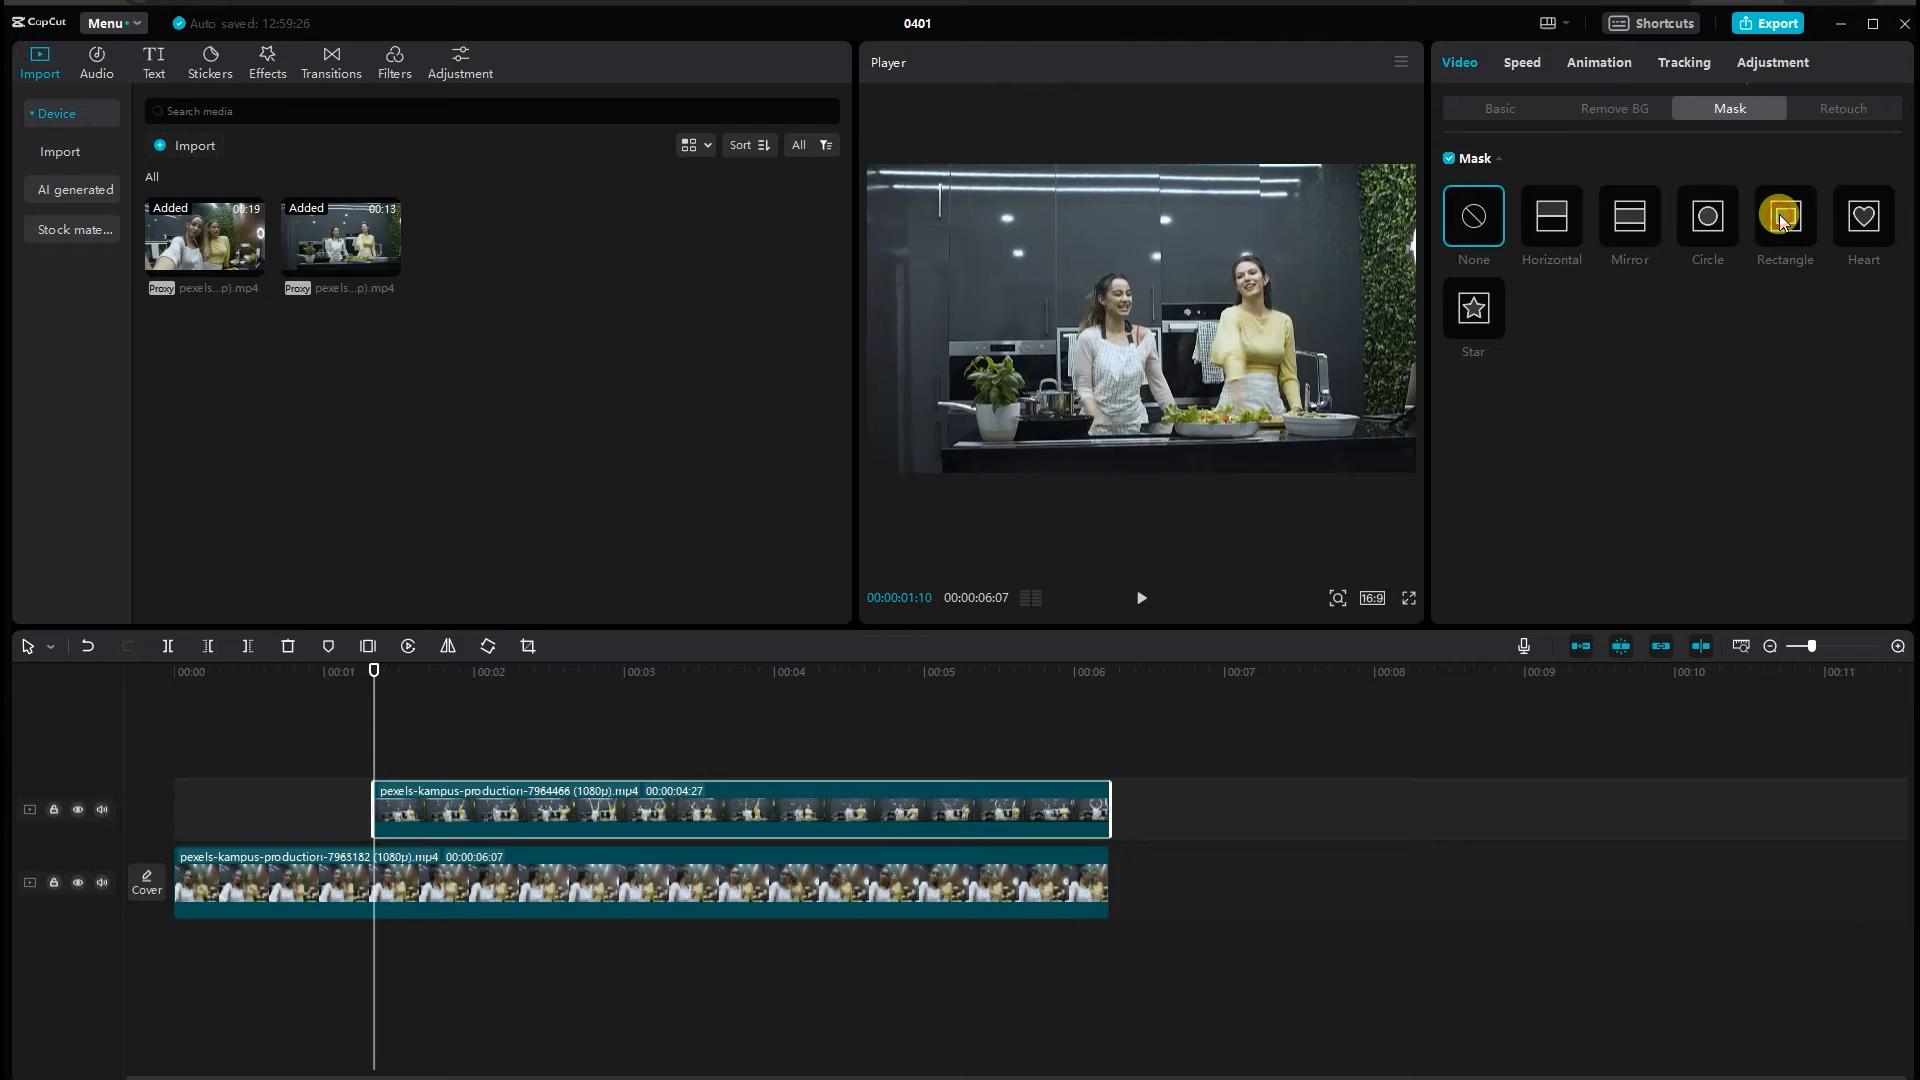 CapCut
Menu
Auto saved: 12:59:26
0401
Shortcuts
Export
Import
Audio
Text
Stickers
Effects
Transitions
Filters
Adjustment
Device
Import
AI generated
Stock mate...
Search media
Import
Sort
All
All
Added
00:19
Added
00:13
Proxy pexels...p).mp4
Proxy pexels...p).mp4
Player
00:00:01:10 00:00:06:07
16:9
Video
Speed
Animation
Tracking
Adjustment
Basic
Remove BG
Mask
Retouch
Mask
None
Horizontal
Mirror
Circle
Rectangle
Heart
Star
00:00
00:01
00:02
00:03
00:04
00:05
00:06
00:07
00:08
00:09
00:10
00:11
pexels-kampus-production-7964466 (1080p).mp4 00:00:04:27
Cover
pexels-kampus-production-7963182 (1080p).mp4 00:00:06:07